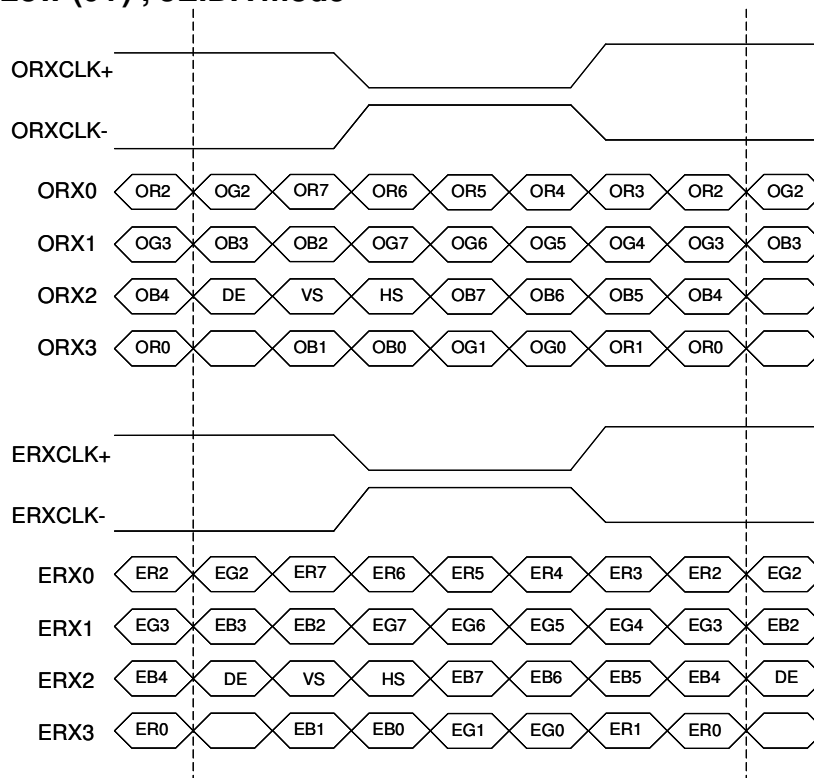 ORXCLK+
ORXCLK-
ORX0 OR2 OG2 OR7 OR6 OR5 OR4 OR3 OR2 OG2
ORX1 OG3 OB3 OB2 OG7 OG6 OG5 OG4 OG3 OB3
ORX2 OB4 DE VS HS OB7 OB6 OB5 OB4
ORX3 OR0 OB1 OB0 OG1 OG0 OR1 OR0
ERXCLK+
ERXCLK-
ERX0 ER2 EG2 ER7 ER6 ER5 ER4 ER3 ER2 EG2
ERX1 EG3 EB3 EB2 EG7 EG6 EG5 EG4 EG3 EB2
ERX2 EB4 DE VS HS EB7 EB6 EB5 EB4 DE
ERX3 ER0 EB1 EB0 EG1 EG0 ER1 ER0